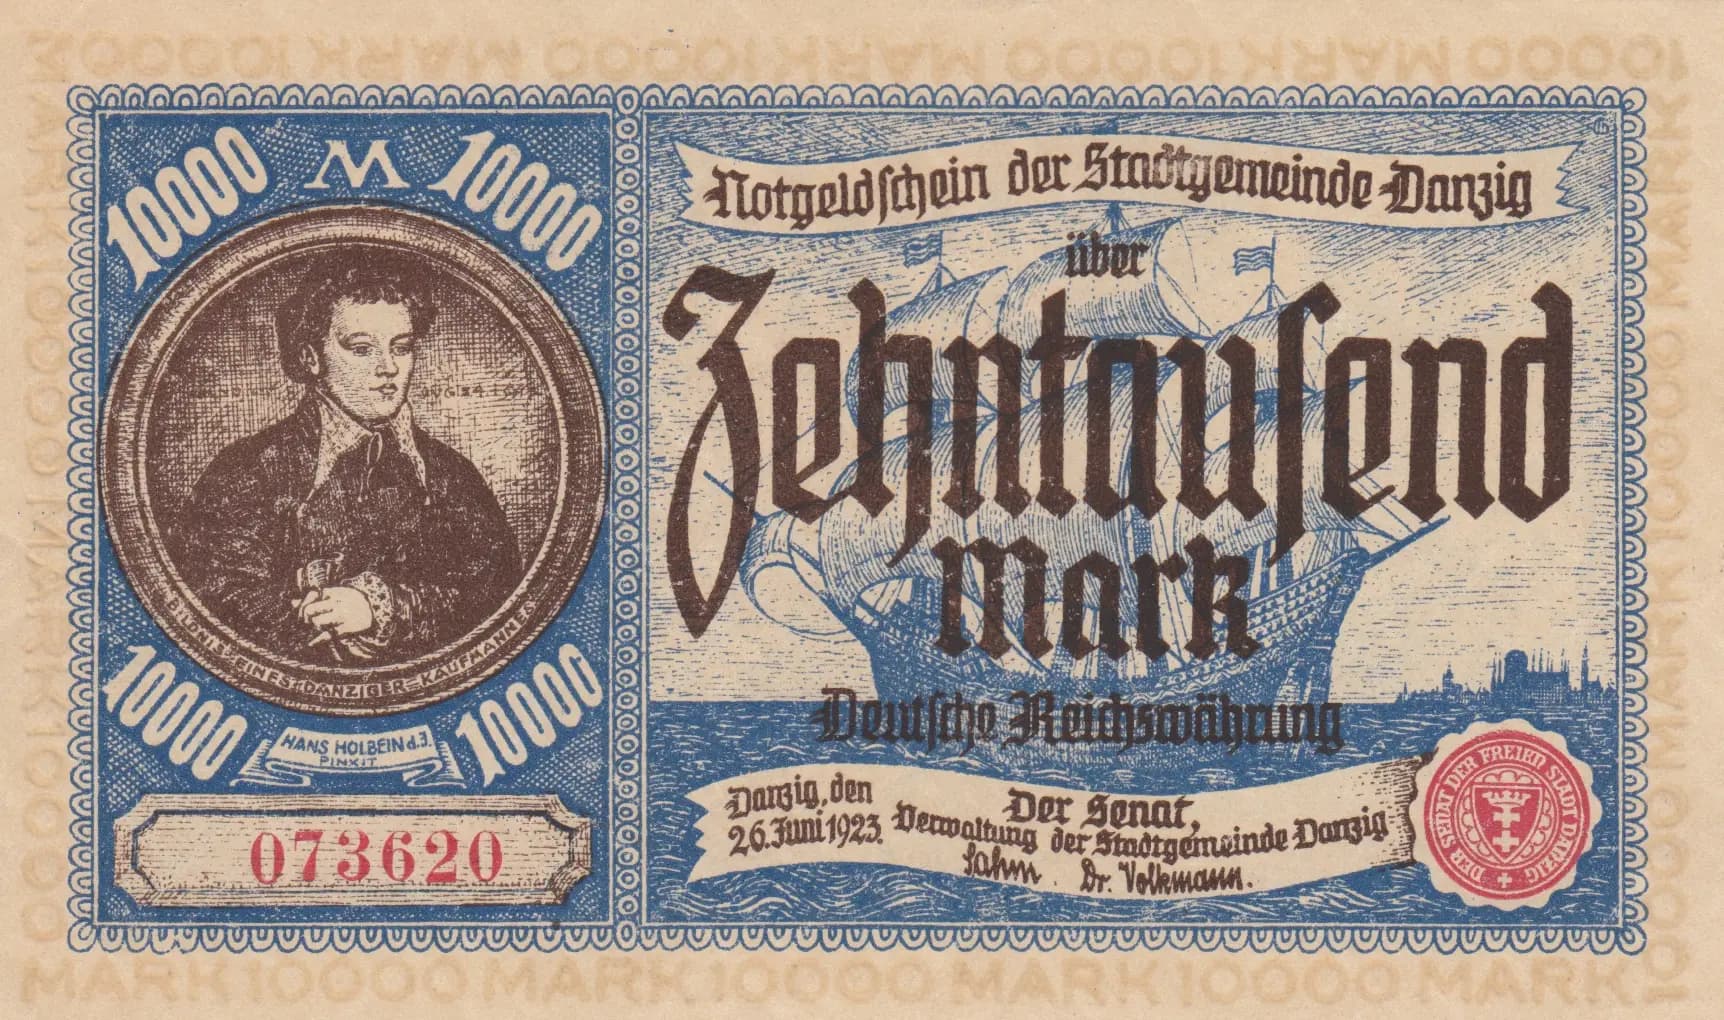 10000 M 10000
BILDNIS EINES DANZIGER KAUFMANNES
10000 10000
HANS HOLBEIN d.J.
PINXIT
073620
Notgeldschein der Stadtgemeinde Danzig
über
Zehntausend
Mark
Deutsche Reichswährung
Danzig, den
26. Juni 1923.
Der Senat,
Verwaltung der Stadtgemeinde Danzig
Sahm. Dr. Volkmann.
DER SENAT DER FREIEN STADT DANZIG
MARK 10000 MARK 10000 MARK 10000 MARK